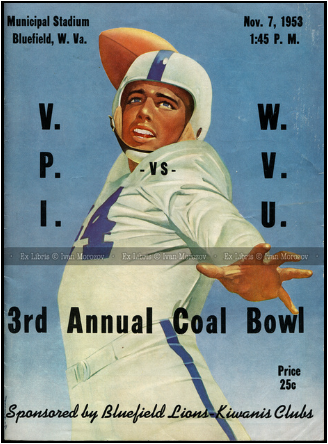 Municipal Stadium
Bluefield, W. Va.
Nov. 7, 1953
1:45 P. M.
V.
P.
I.
-VS-
W.
V.
U.
4
Ex Libris © Ivan Morozov
Ex Libris © Ivan Morozov
Ex Libris © Ivan Morozov
3rd Annual Coal Bowl
Price
25c
Sponsored by Bluefield Lions-Kiwanis Clubs